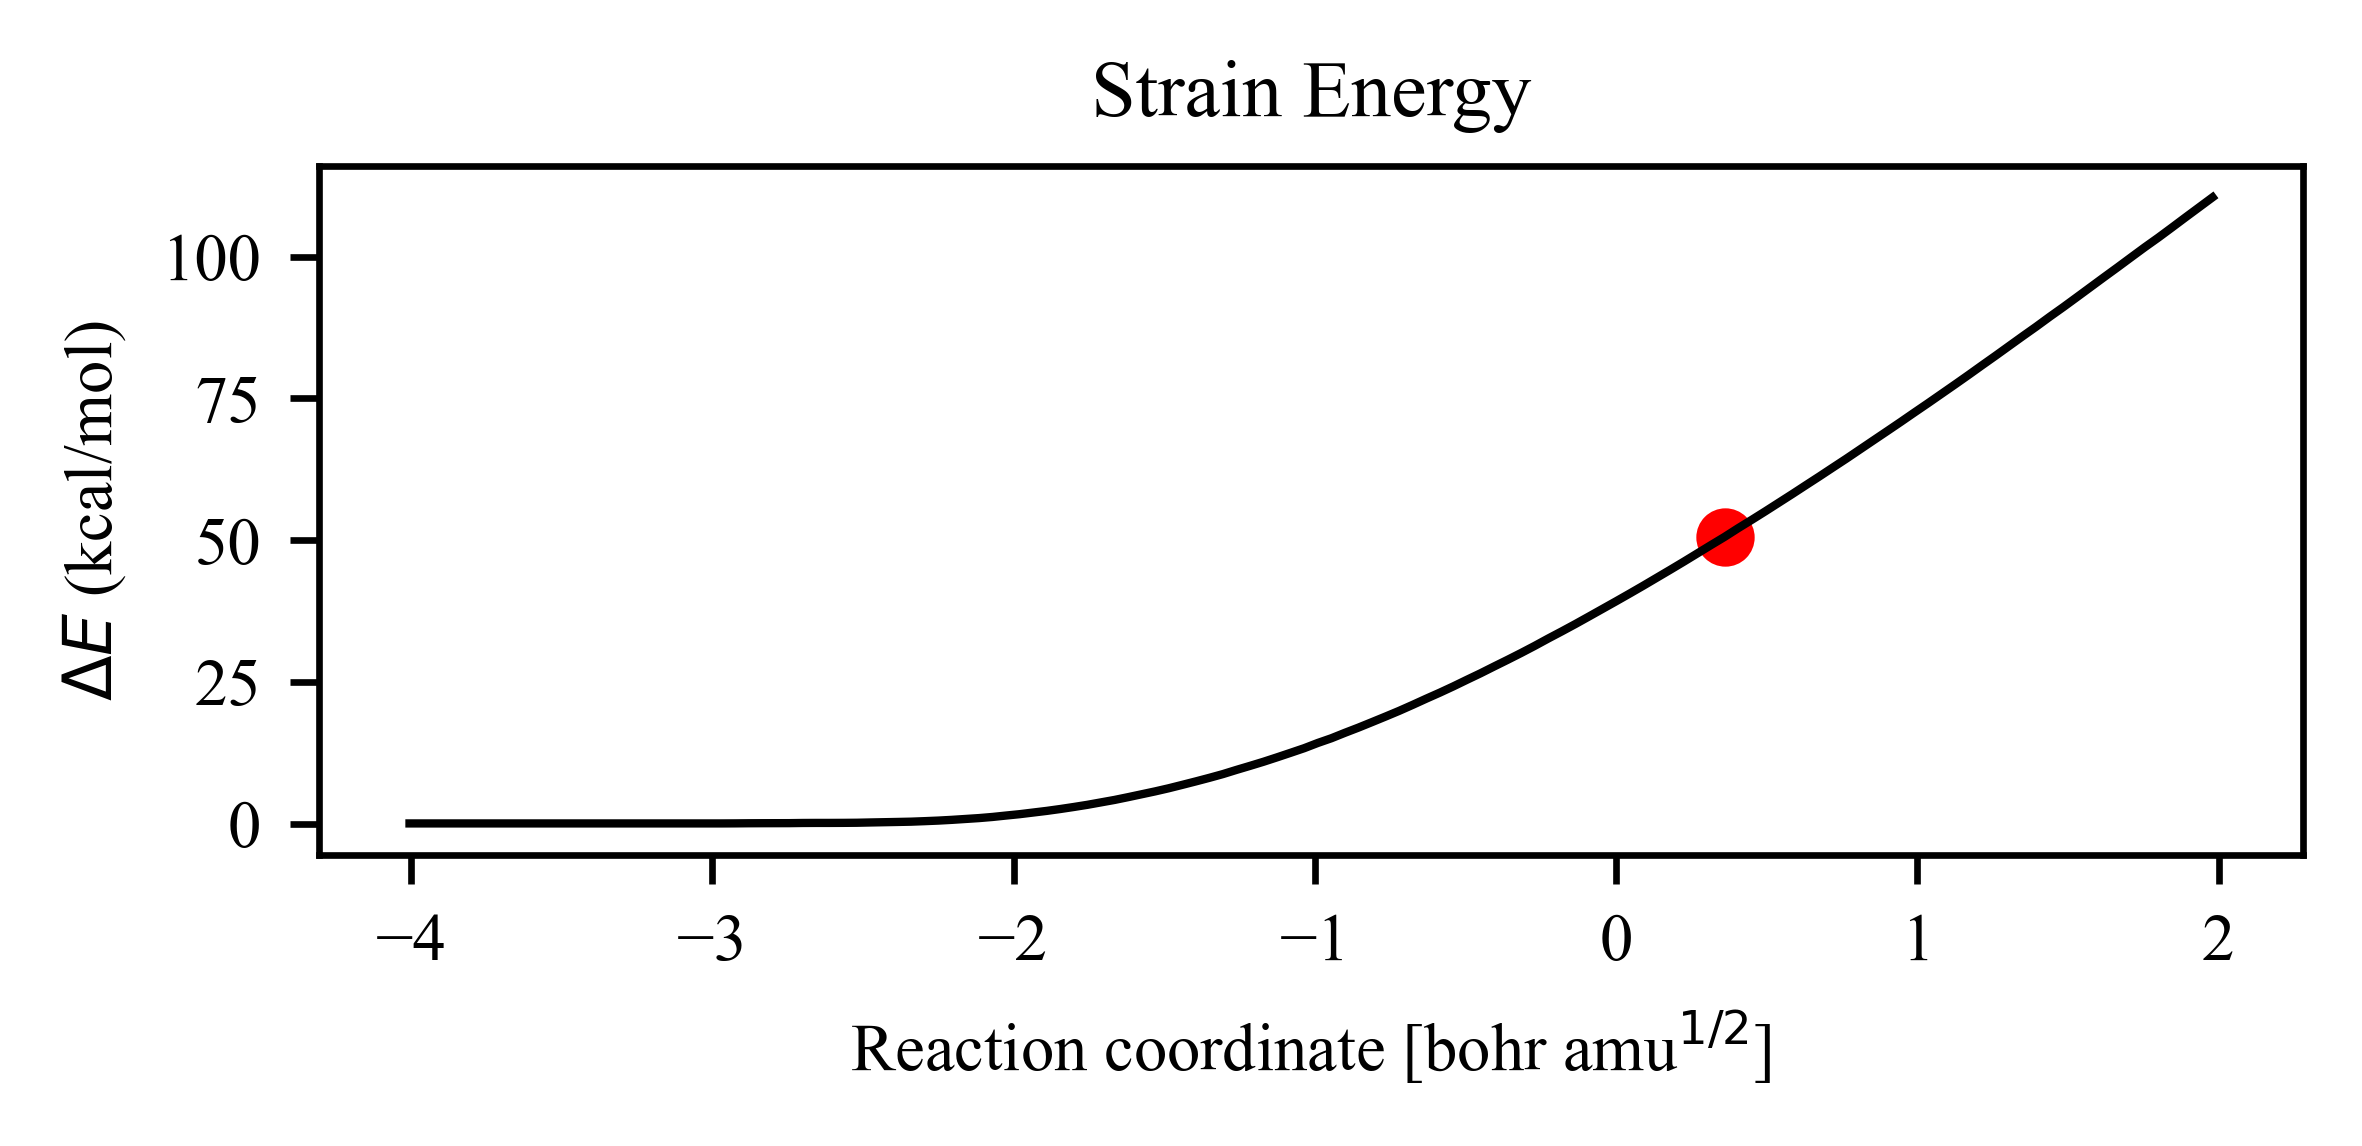 Strain Energy
ΔE (kcal/mol)
100
75
50
25
0
−4 −3 −2 −1 0 1 2
Reaction coordinate [bohr amu^{1/2}]